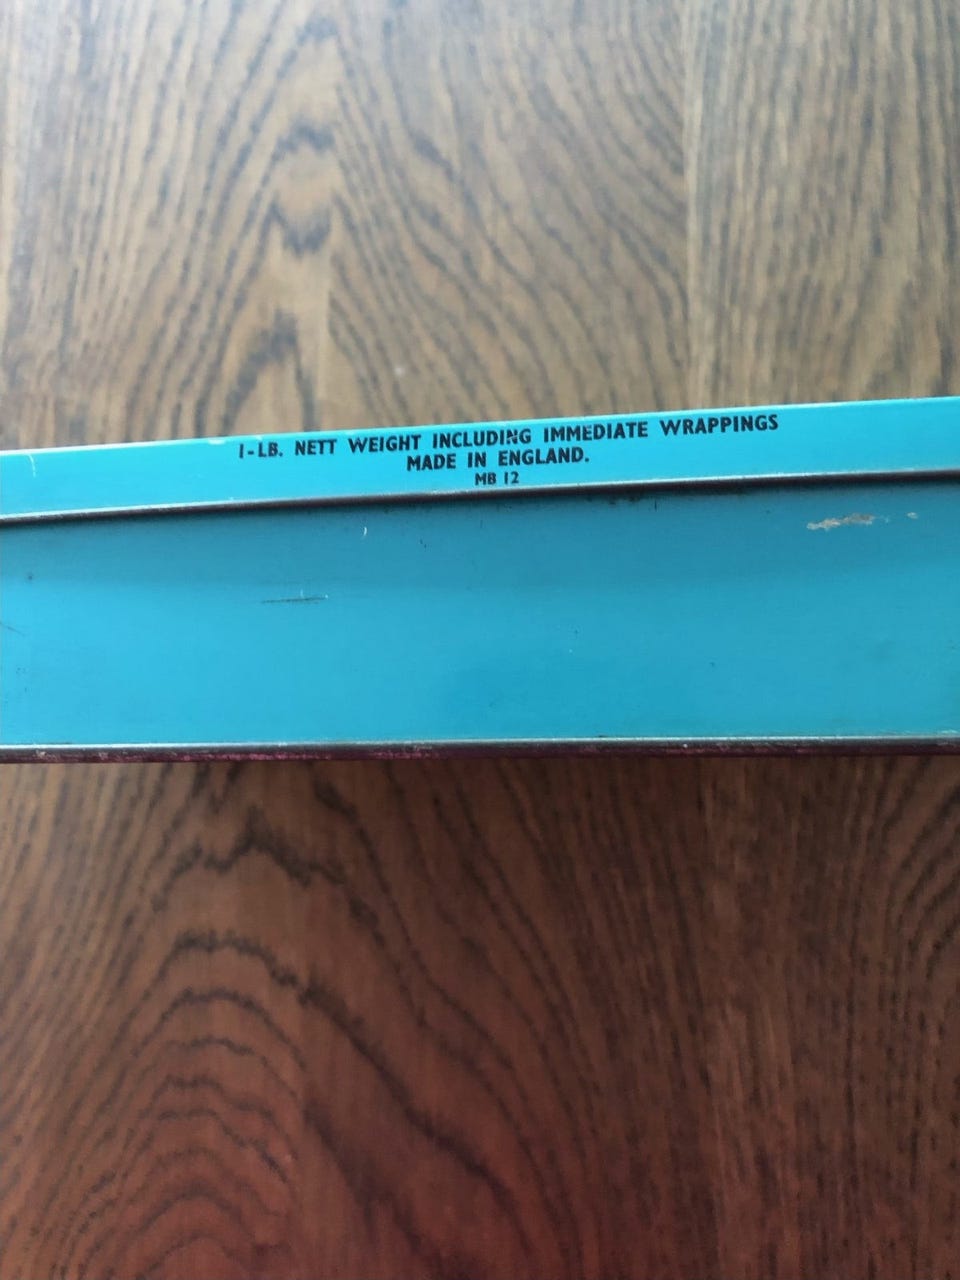 1-LB. NETT WEIGHT INCLUDING IMMEDIATE WRAPPINGS
MADE IN ENGLAND.
MB 12